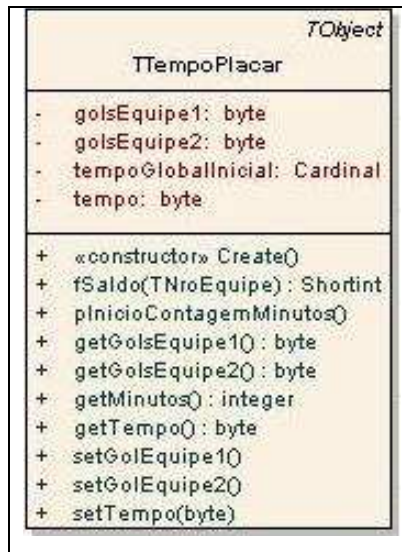 TObject
TTempoPlacar
- golsEquipe1: byte
- golsEquipe2: byte
- tempoGlobalInicial: Cardinal
- tempo: byte
+ «constructor» Create()
+ fSaldo(TNroEquipe) : Shortint
+ pInicioContagemMinutos()
+ getGolsEquipe1() : byte
+ getGolsEquipe2() : byte
+ getMinutos() : integer
+ getTempo() : byte
+ setGolEquipe1()
+ setGolEquipe2()
+ setTempo(byte)